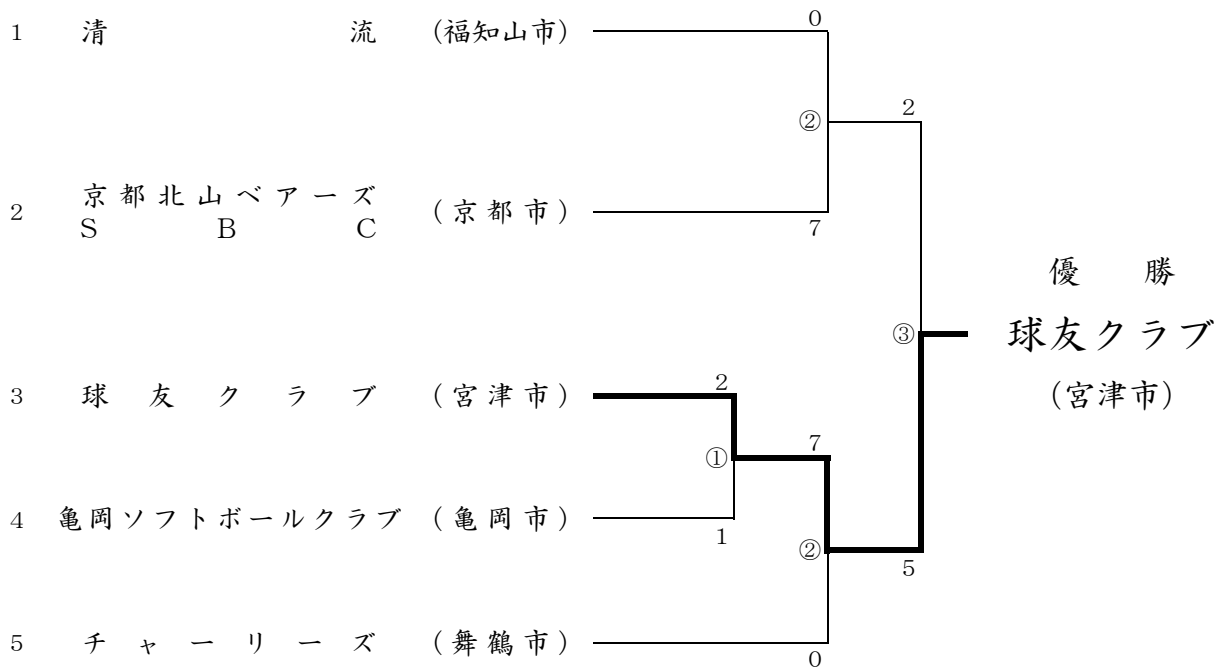 0
1 清流 (福知山市)
2
②
京都北山ベアーズ
2 (京都市)
SBC
7
優勝
③ 球友クラブ
2
3 球友クラブ (宮津市) (宮津市)
7
①
4 亀岡ソフトボールクラブ (亀岡市)
1
②
5
5 チャーリーズ (舞鶴市)
0